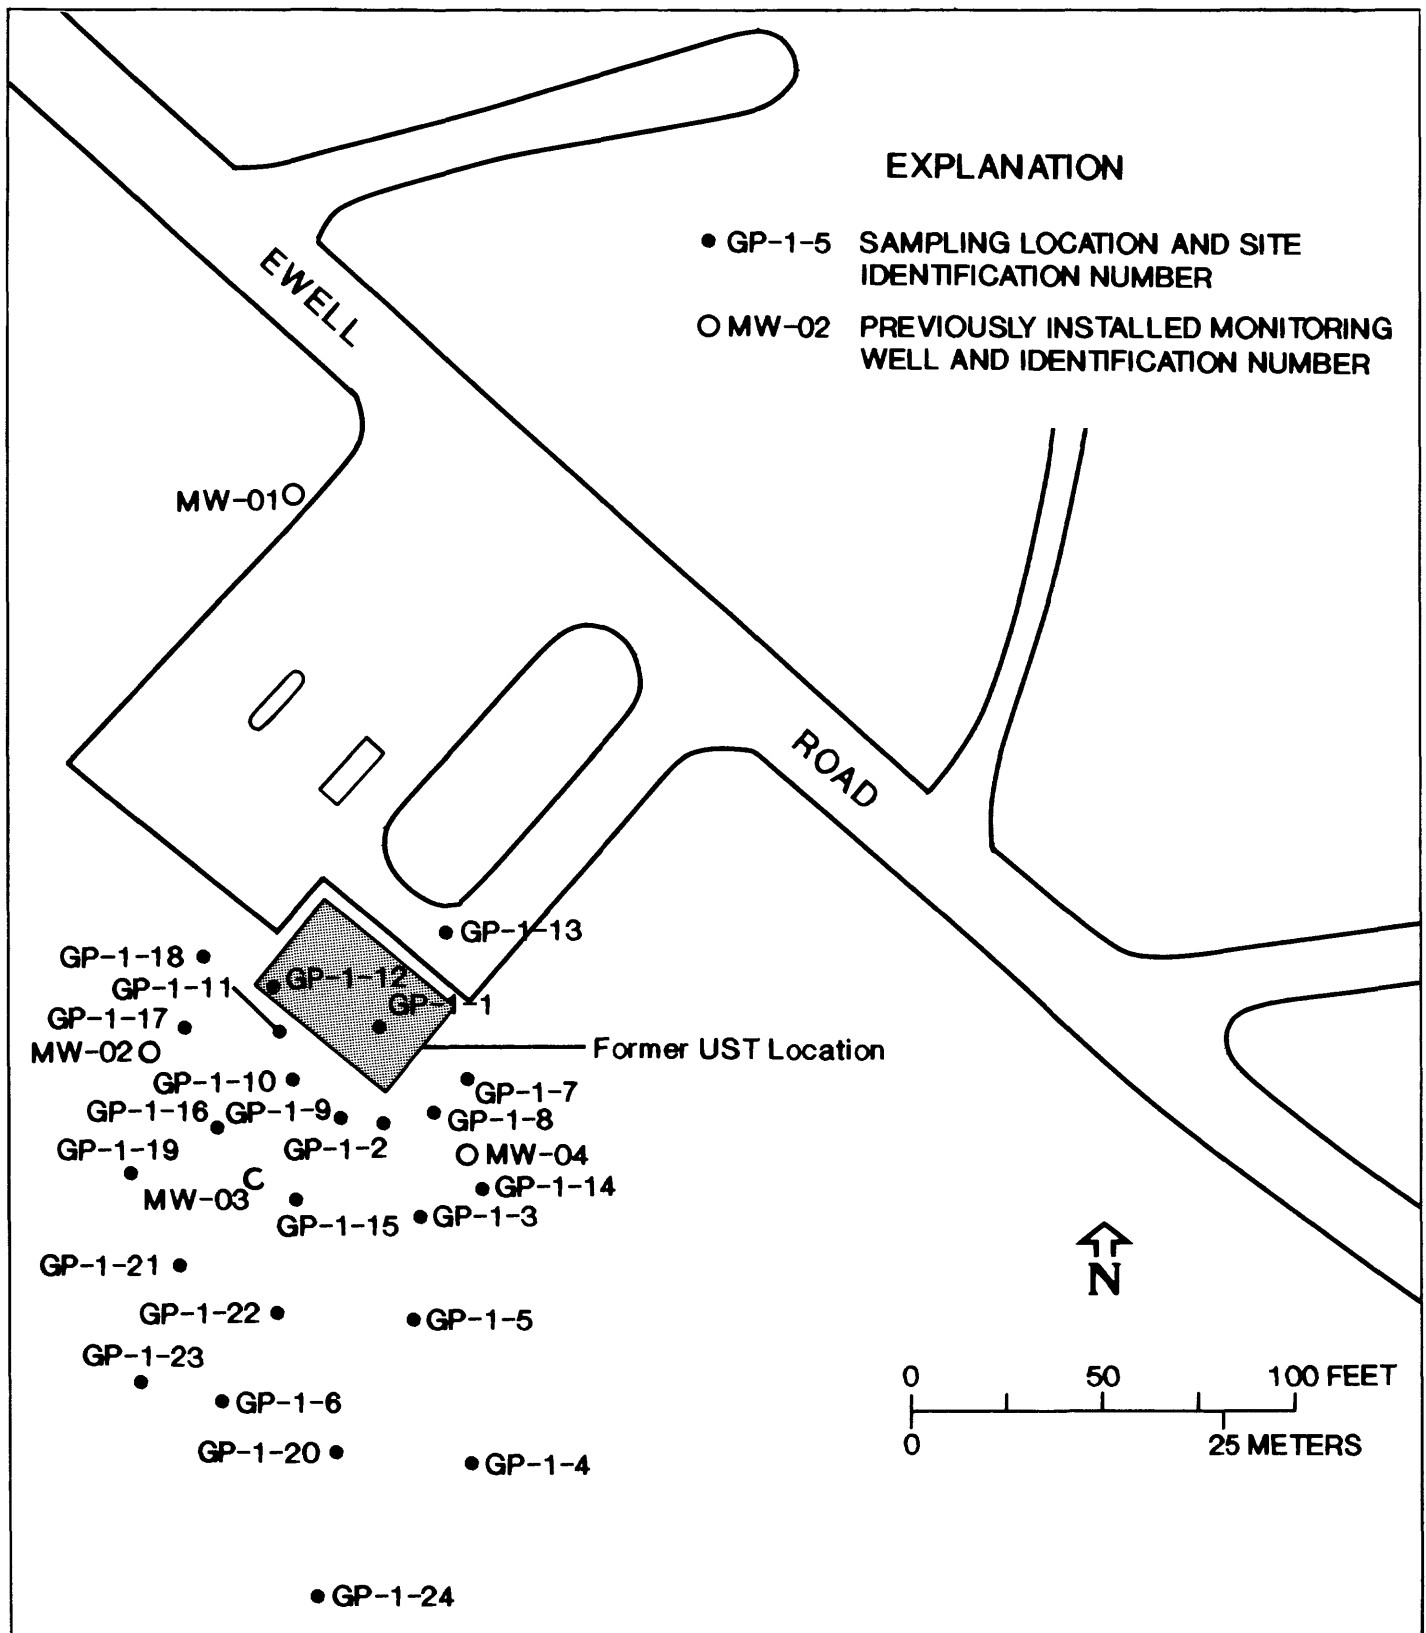 EXPLANATION
GP-1-5 SAMPLING LOCATION AND SITE
IDENTIFICATION NUMBER
MW-02 PREVIOUSLY INSTALLED MONITORING
WELL AND IDENTIFICATION NUMBER
EWELL
MW-01
ROAD
GP-1-13
GP-1-18
GP-1-12
GP-1-11
GP-1-1
GP-1-17
MW-02
Former UST Location
GP-1-10
GP-1-7
GP-1-16
GP-1-9
GP-1-8
GP-1-19
GP-1-2
MW-04
MW-03
GP-1-14
GP-1-15
GP-1-3
GP-1-21
N
GP-1-22
GP-1-5
GP-1-23
0 50 100 FEET
GP-1-6
0 25 METERS
GP-1-20
GP-1-4
GP-1-24